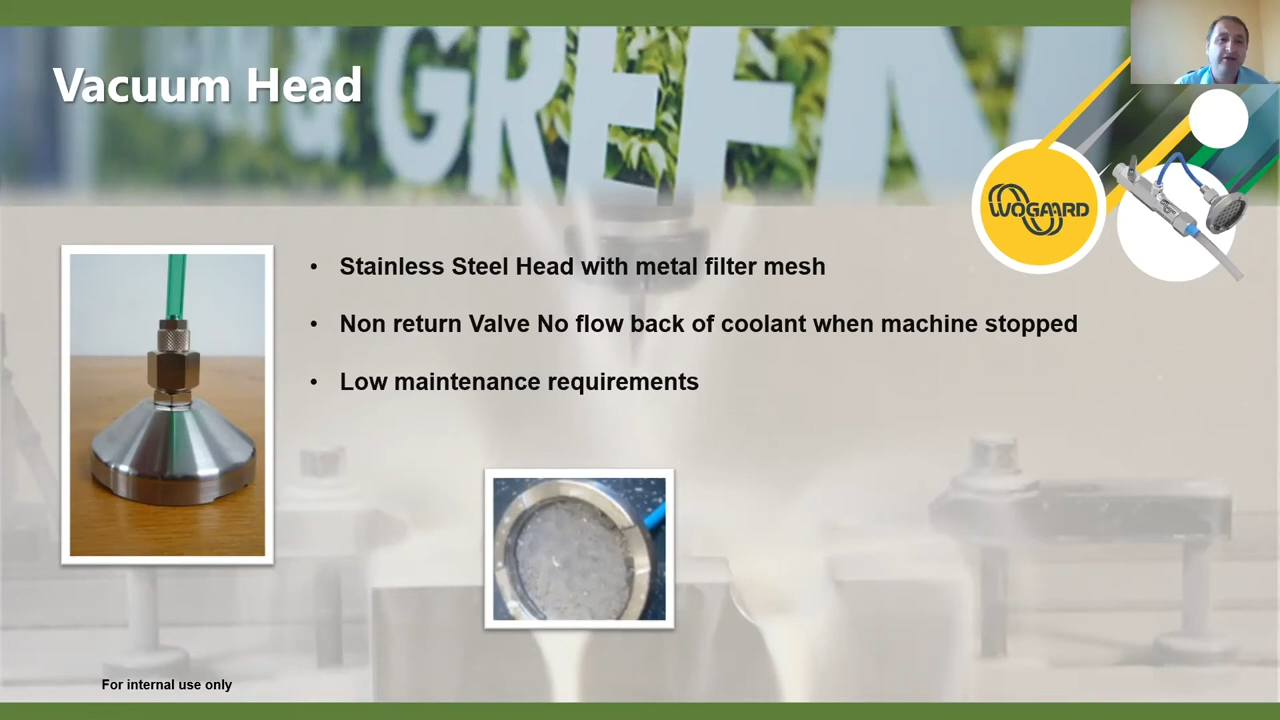 Vacuum Head
& GREEN
WOGAARD
• Stainless Steel Head with metal filter mesh
• Non return Valve No flow back of coolant when machine stopped
• Low maintenance requirements
For internal use only